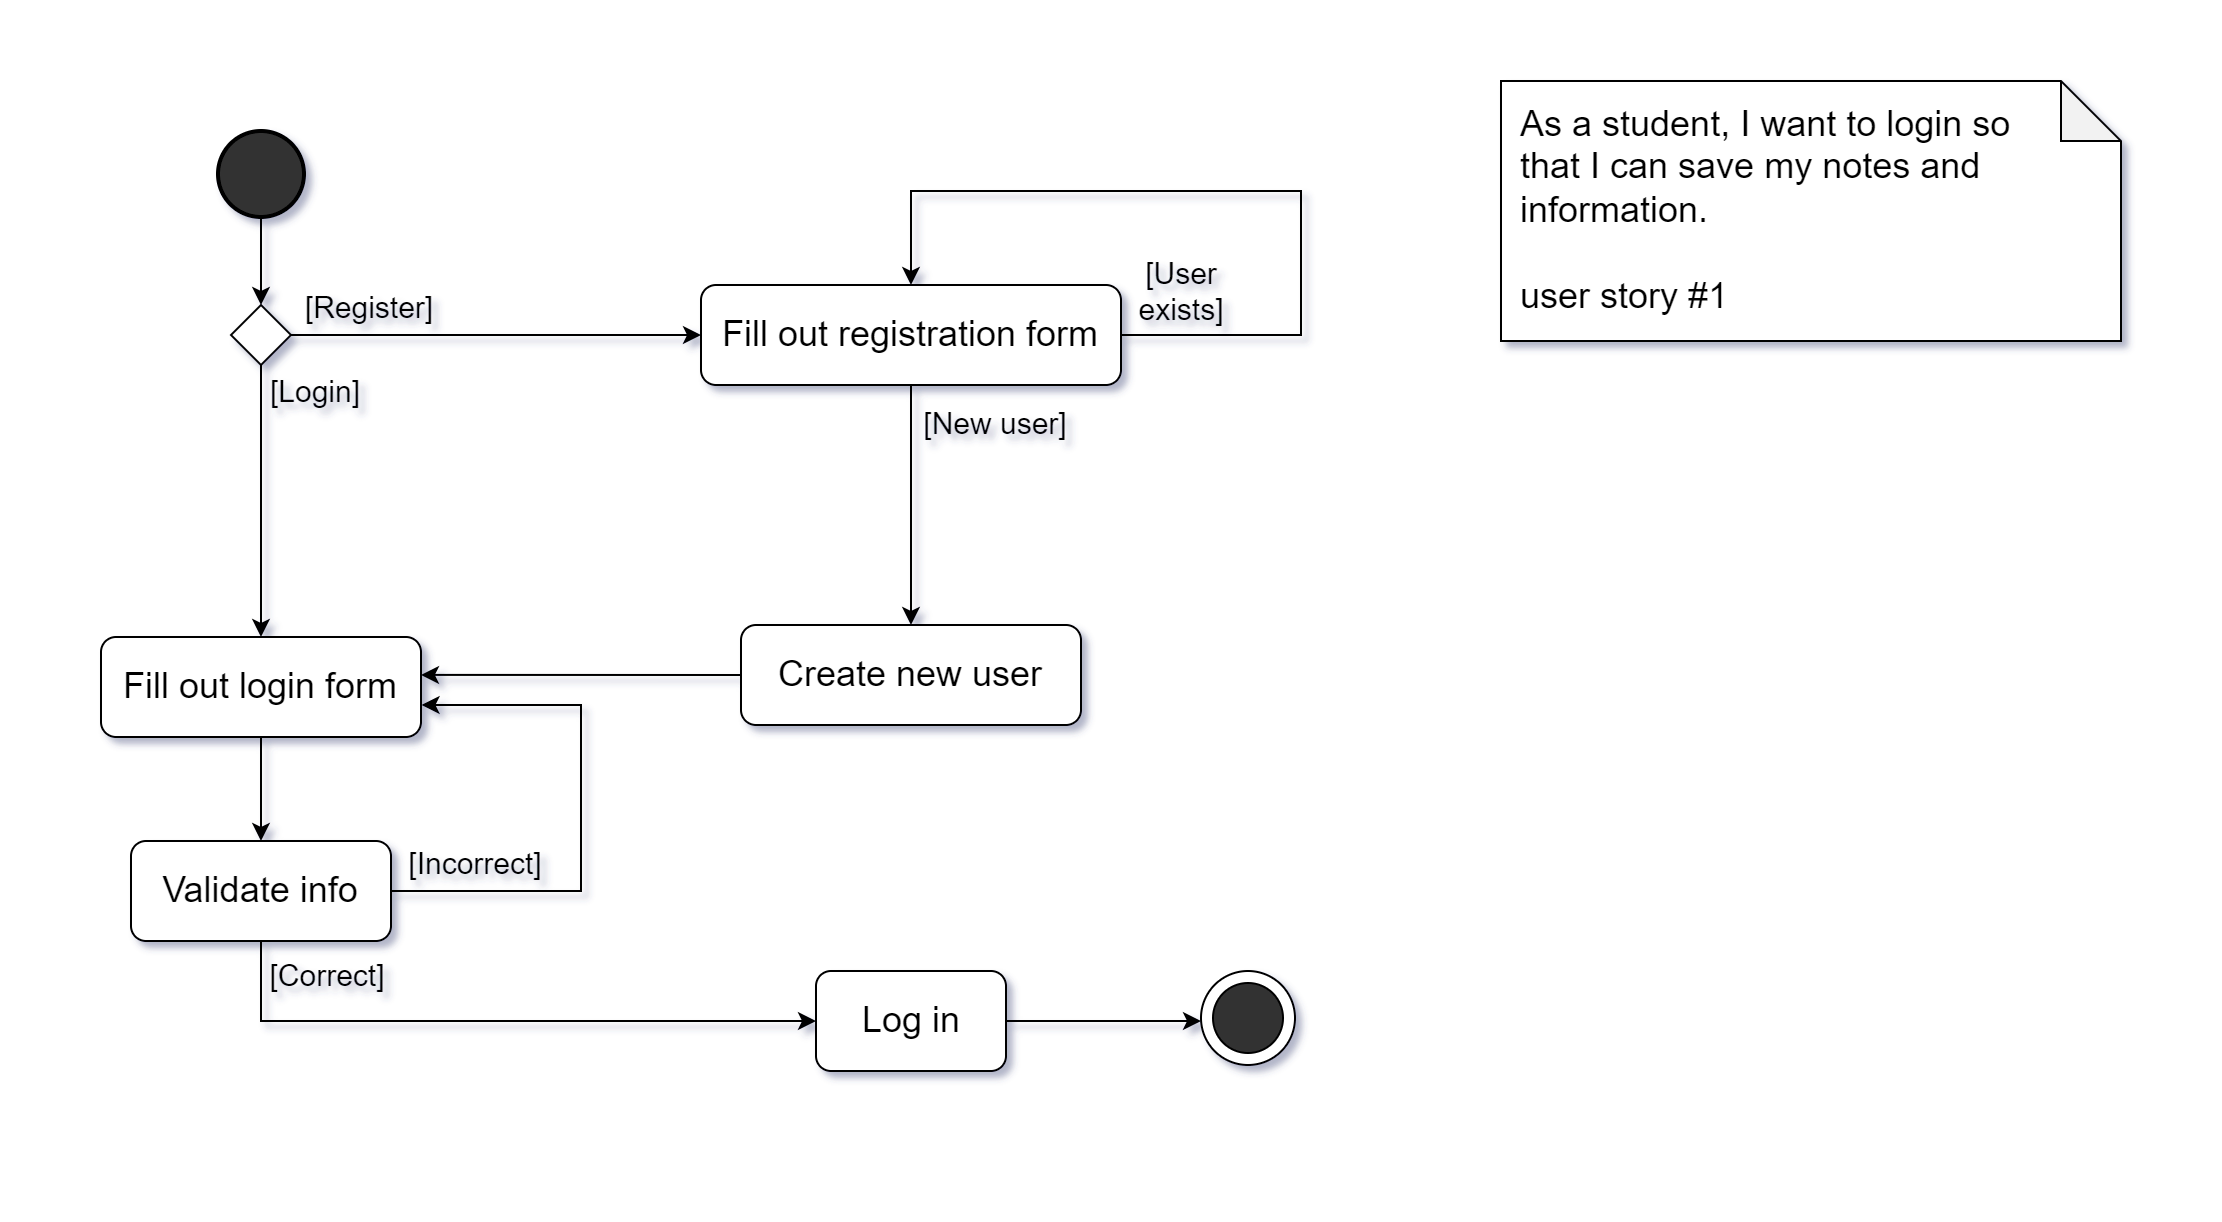 As a student, I want to login so
that I can save my notes and
information.
user story #1
[User
exists]
[Register]
Fill out registration form
[Login]
[New user]
Fill out login form
Create new user
[Incorrect]
Validate info
[Correct]
Log in